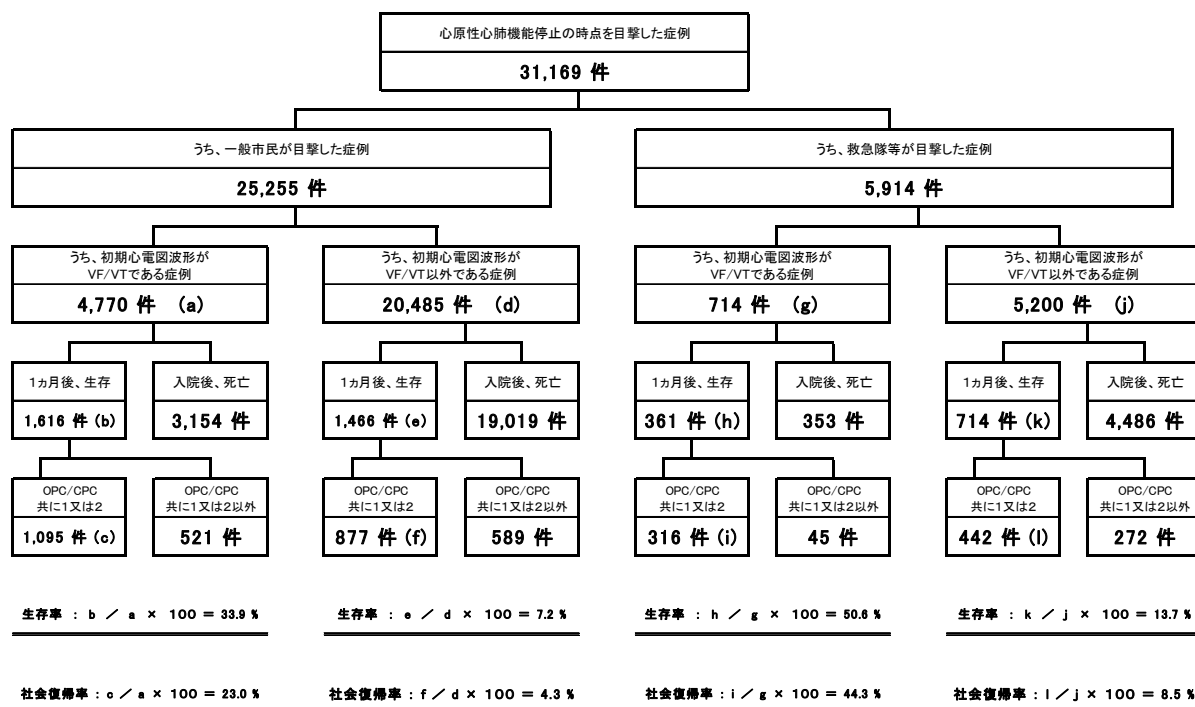 心原性心肺機能停止の時点を目撃した症例
31,169 件
うち、一般市民が目撃した症例
25,255 件
うち、救急隊等が目撃した症例
5,914 件
うち、初期心電図波形が
VF/VTである症例
4,770 件 (a)
うち、初期心電図波形が
VF/VT以外である症例
20,485 件 (d)
うち、初期心電図波形が
VF/VTである症例
714 件 (g)
うち、初期心電図波形が
VF/VT以外である症例
5,200 件 (j)
1ヵ月後、生存
1,616 件 (b)
入院後、死亡
3,154 件
1ヵ月後、生存
1,466 件 (e)
入院後、死亡
19,019 件
1ヵ月後、生存
361 件 (h)
入院後、死亡
353 件
1ヵ月後、生存
714 件 (k)
入院後、死亡
4,486 件
OPC/CPC
共に1又は2
1,095 件 (c)
OPC/CPC
共に1又は2以外
521 件
OPC/CPC
共に1又は2
877 件 (f)
OPC/CPC
共に1又は2以外
589 件
OPC/CPC
共に1又は2
316 件 (i)
OPC/CPC
共に1又は2以外
45 件
OPC/CPC
共に1又は2
442 件 (l)
OPC/CPC
共に1又は2以外
272 件
生存率 : b / a × 100 = 33.9 %
生存率 : e / d × 100 = 7.2 %
生存率 : h / g × 100 = 50.6 %
生存率 : k / j × 100 = 13.7 %
社会復帰率 : c / a × 100 = 23.0 %
社会復帰率 : f / d × 100 = 4.3 %
社会復帰率 : i / g × 100 = 44.3 %
社会復帰率 : l / j × 100 = 8.5 %